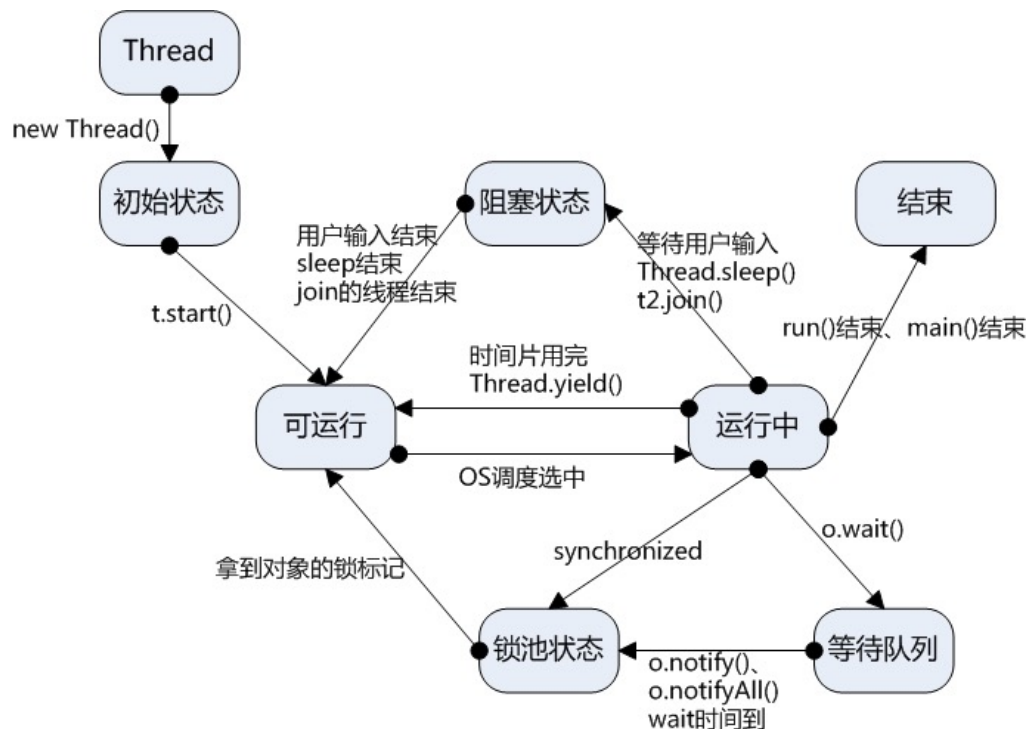 Thread
new Thread()
初始状态
阻塞状态
结束
用户输入结束
sleep结束
join的线程结束
等待用户输入
Thread.sleep()
t2.join()
t.start()
run()结束、main()结束
时间片用完
Thread.yield()
可运行
运行中
OS调度选中
o.wait()
synchronized
拿到对象的锁标记
锁池状态
等待队列
o.notify()、
o.notifyAll()
wait时间到